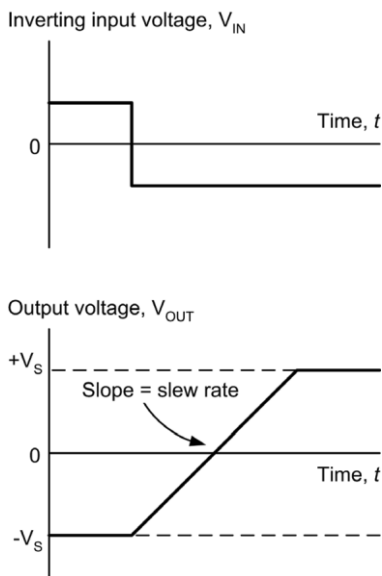 Inverting input voltage, V_IN
Time, t
0
Output voltage, V_OUT
+V_S
Slope = slew rate
0
Time, t
-V_S